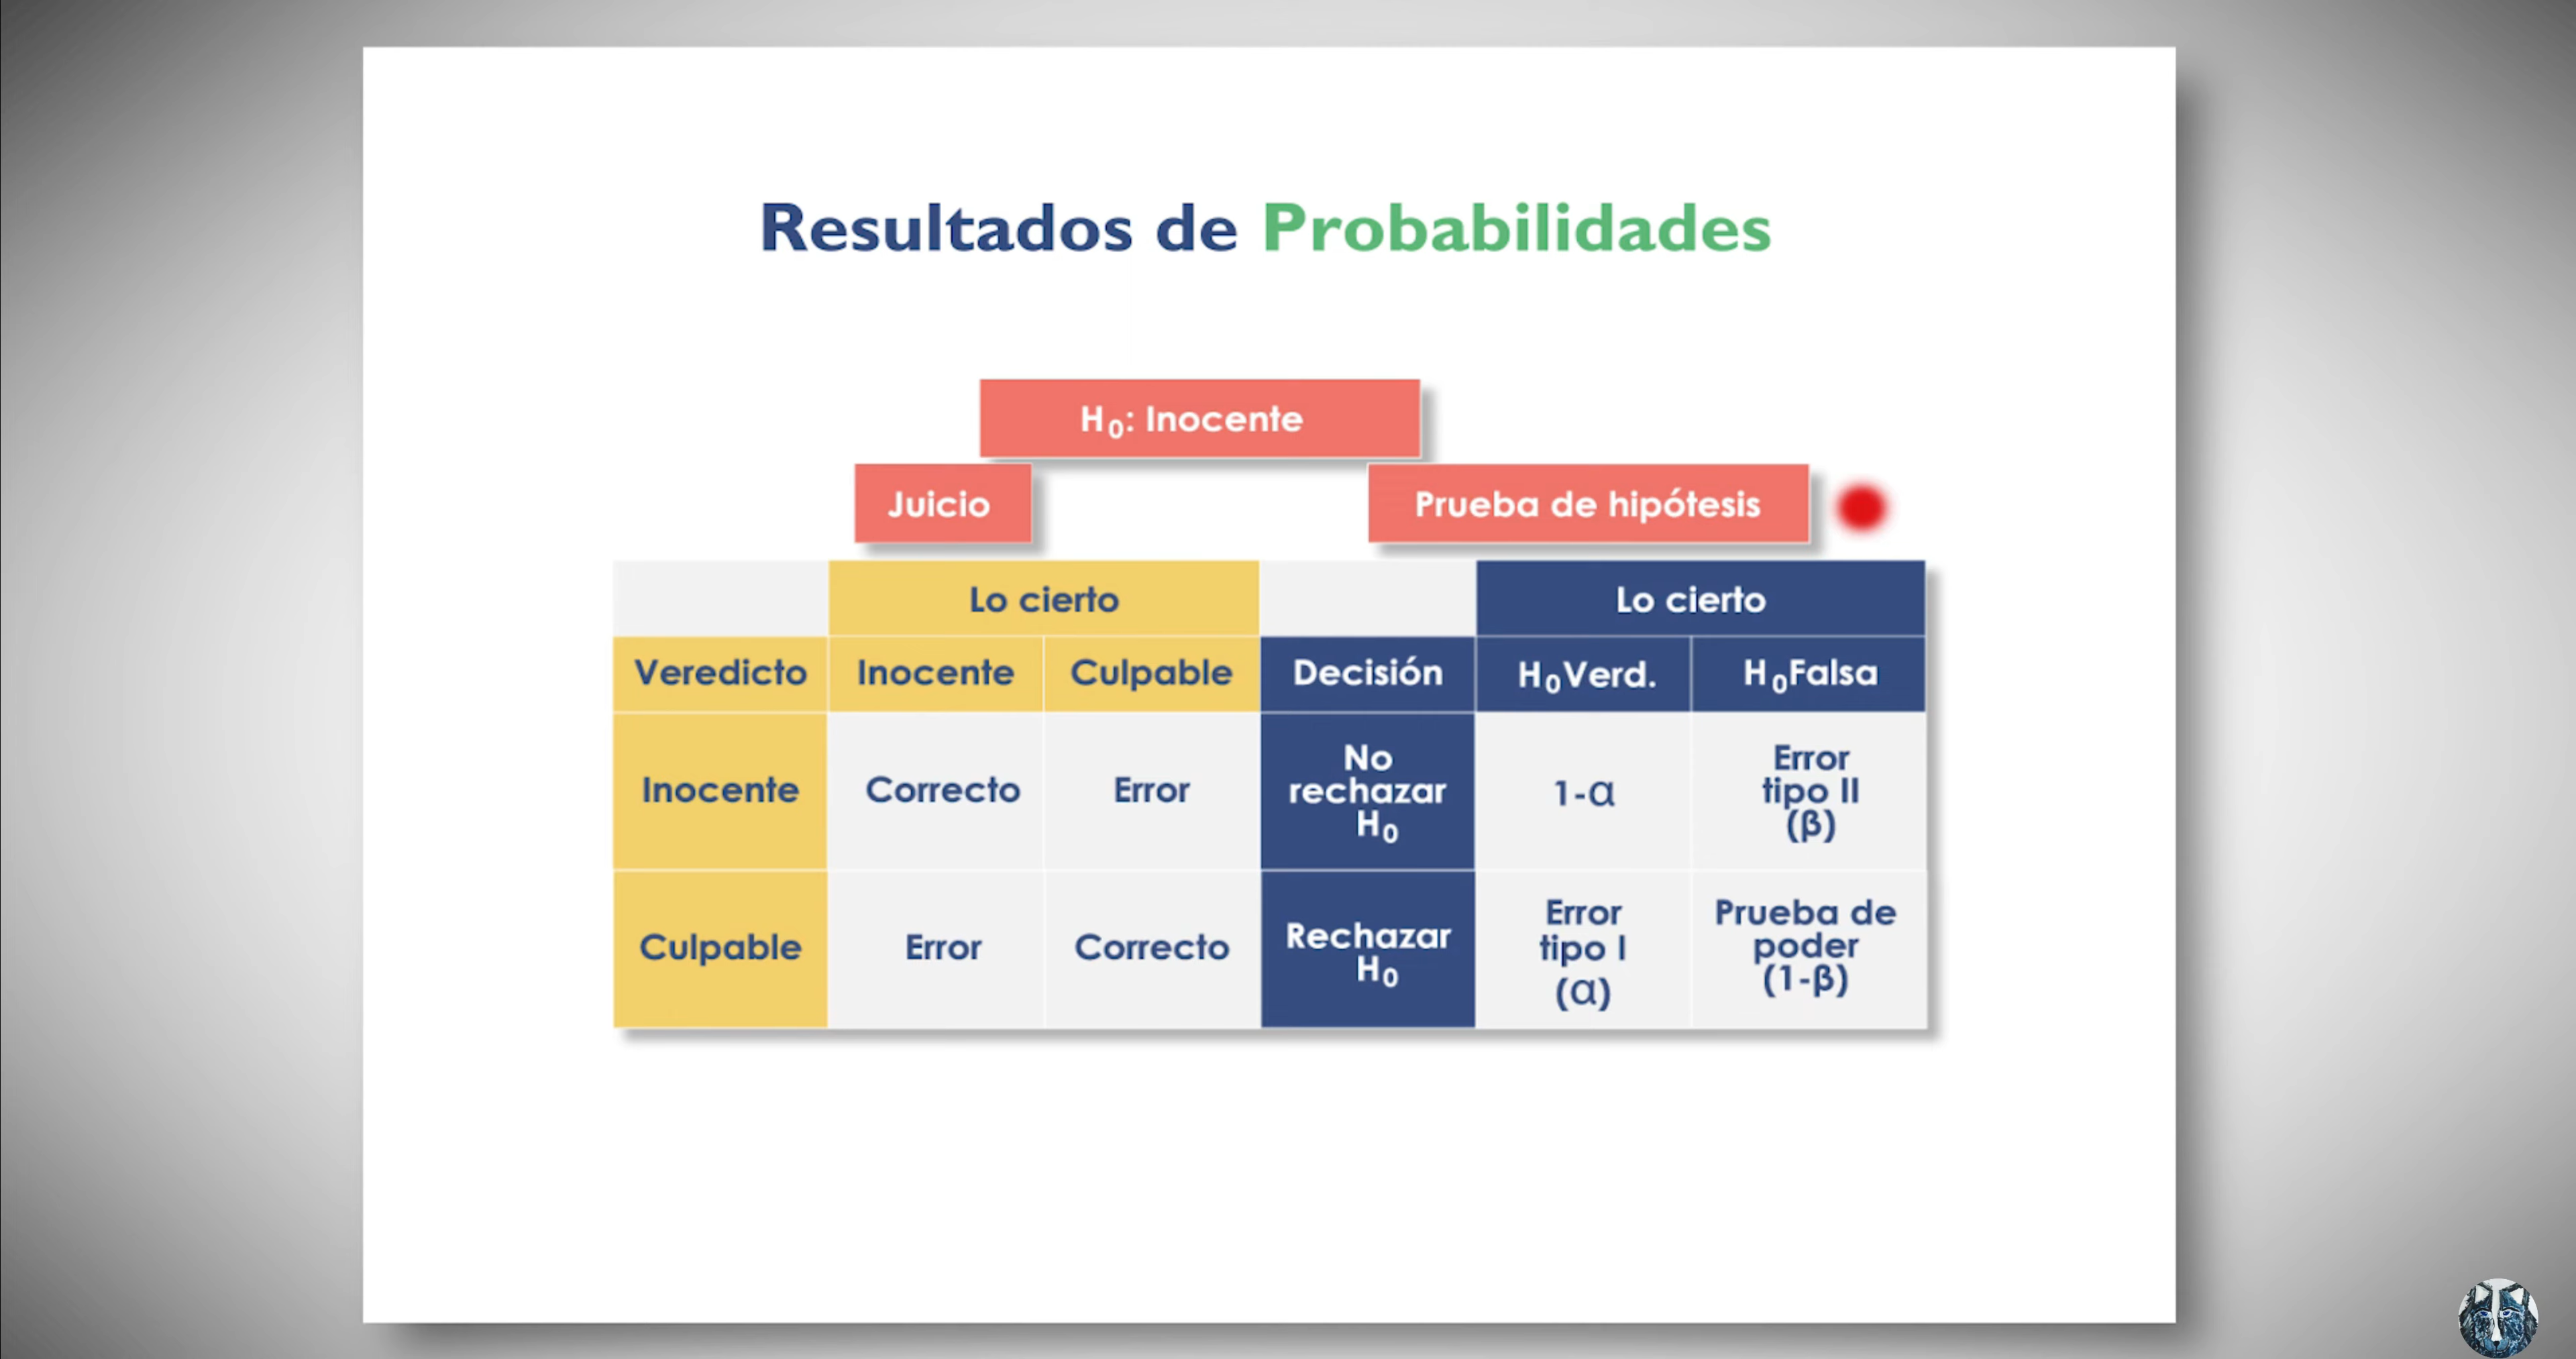 Resultados de Probabilidades
H₀: Inocente
Juicio
Prueba de hipótesis
Lo cierto
Lo cierto
Veredicto
Inocente
Culpable
Decisión
H₀Verd.
H₀Falsa
Inocente
Correcto
Error
No
rechazar
H₀
1-α
Error
tipo II
(β)
Culpable
Error
Correcto
Rechazar
H₀
Error
tipo I
(α)
Prueba de
poder
(1-β)